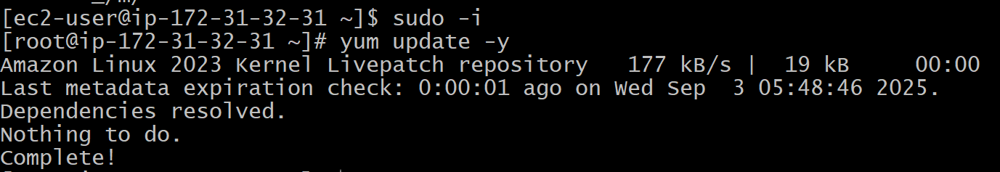 [ec2-user@ip-172-31-32-31 ~]$ sudo -i
[root@ip-172-31-32-31 ~]# yum update -y
Amazon Linux 2023 Kernel Livepatch repository   177 kB/s |  19 kB     00:00
Last metadata expiration check: 0:00:01 ago on Wed Sep  3 05:48:46 2025.
Dependencies resolved.
Nothing to do.
Complete!